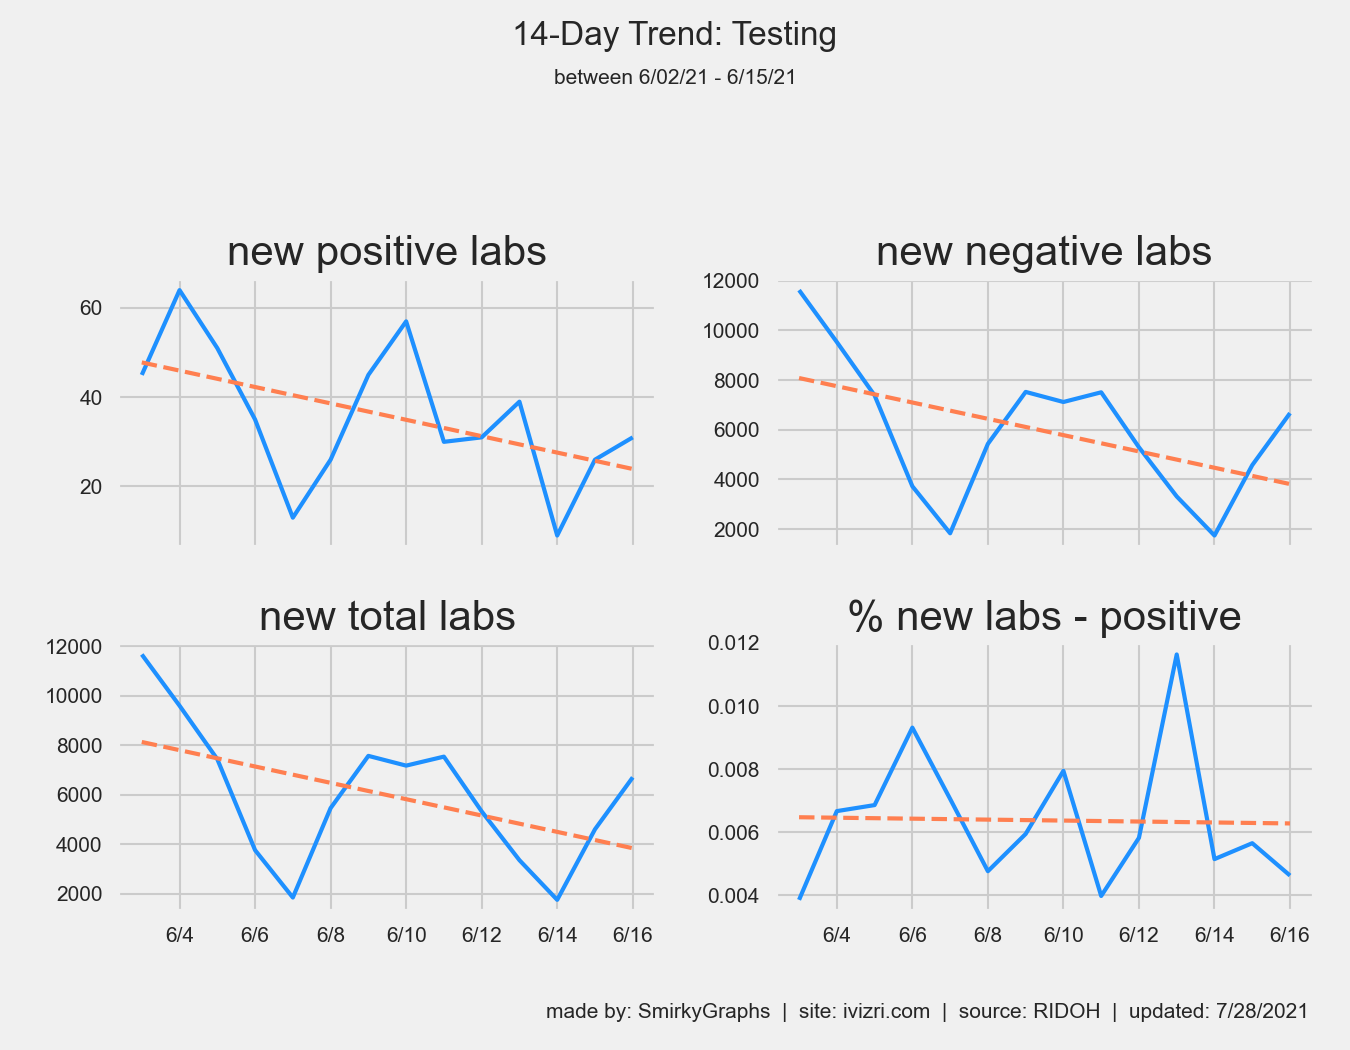 14-Day Trend: Testing
between 6/02/21 - 6/15/21
new positive labs
60
40
20
new negative labs
12000
10000
8000
6000
4000
2000
new total labs
12000
10000
8000
6000
4000
2000
6/4 6/6 6/8 6/10 6/12 6/14 6/16
% new labs - positive
0.012
0.010
0.008
0.006
0.004
6/4 6/6 6/8 6/10 6/12 6/14 6/16
made by: SmirkyGraphs | site: ivizri.com | source: RIDOH | updated: 7/28/2021